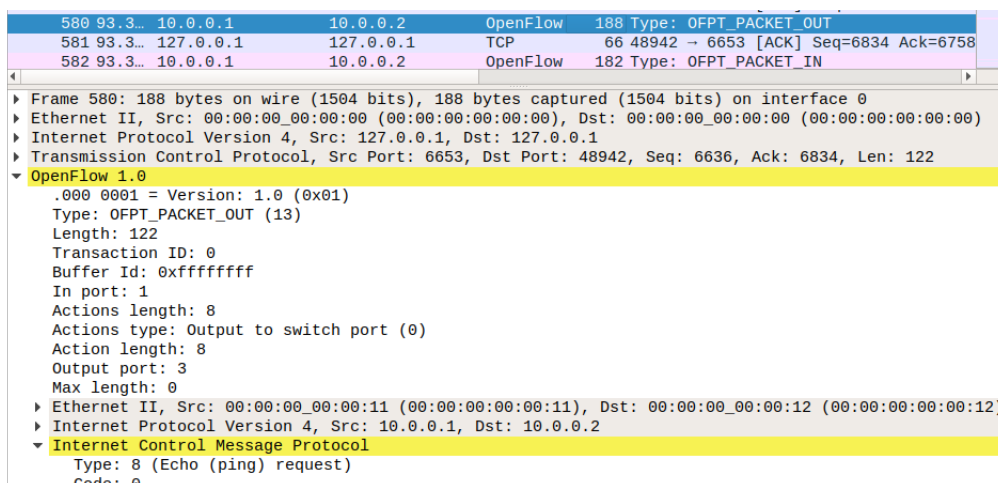 580 93.3… 10.0.0.1 10.0.0.2 OpenFlow 188 Type: OFPT_PACKET_OUT
581 93.3… 127.0.0.1 127.0.0.1 TCP 66 48942 → 6653 [ACK] Seq=6834 Ack=6758
582 93.3… 10.0.0.1 10.0.0.2 OpenFlow 182 Type: OFPT_PACKET_IN
Frame 580: 188 bytes on wire (1504 bits), 188 bytes captured (1504 bits) on interface 0
Ethernet II, Src: 00:00:00_00:00:00 (00:00:00:00:00:00), Dst: 00:00:00_00:00:00 (00:00:00:00:00:00)
Internet Protocol Version 4, Src: 127.0.0.1, Dst: 127.0.0.1
Transmission Control Protocol, Src Port: 6653, Dst Port: 48942, Seq: 6636, Ack: 6834, Len: 122
OpenFlow 1.0
.000 0001 = Version: 1.0 (0x01)
Type: OFPT_PACKET_OUT (13)
Length: 122
Transaction ID: 0
Buffer Id: 0xffffffff
In port: 1
Actions length: 8
Actions type: Output to switch port (0)
Action length: 8
Output port: 3
Max length: 0
Ethernet II, Src: 00:00:00_00:00:11 (00:00:00:00:00:11), Dst: 00:00:00_00:00:12 (00:00:00:00:00:12)
Internet Protocol Version 4, Src: 10.0.0.1, Dst: 10.0.0.2
Internet Control Message Protocol
Type: 8 (Echo (ping) request)
Code: 0